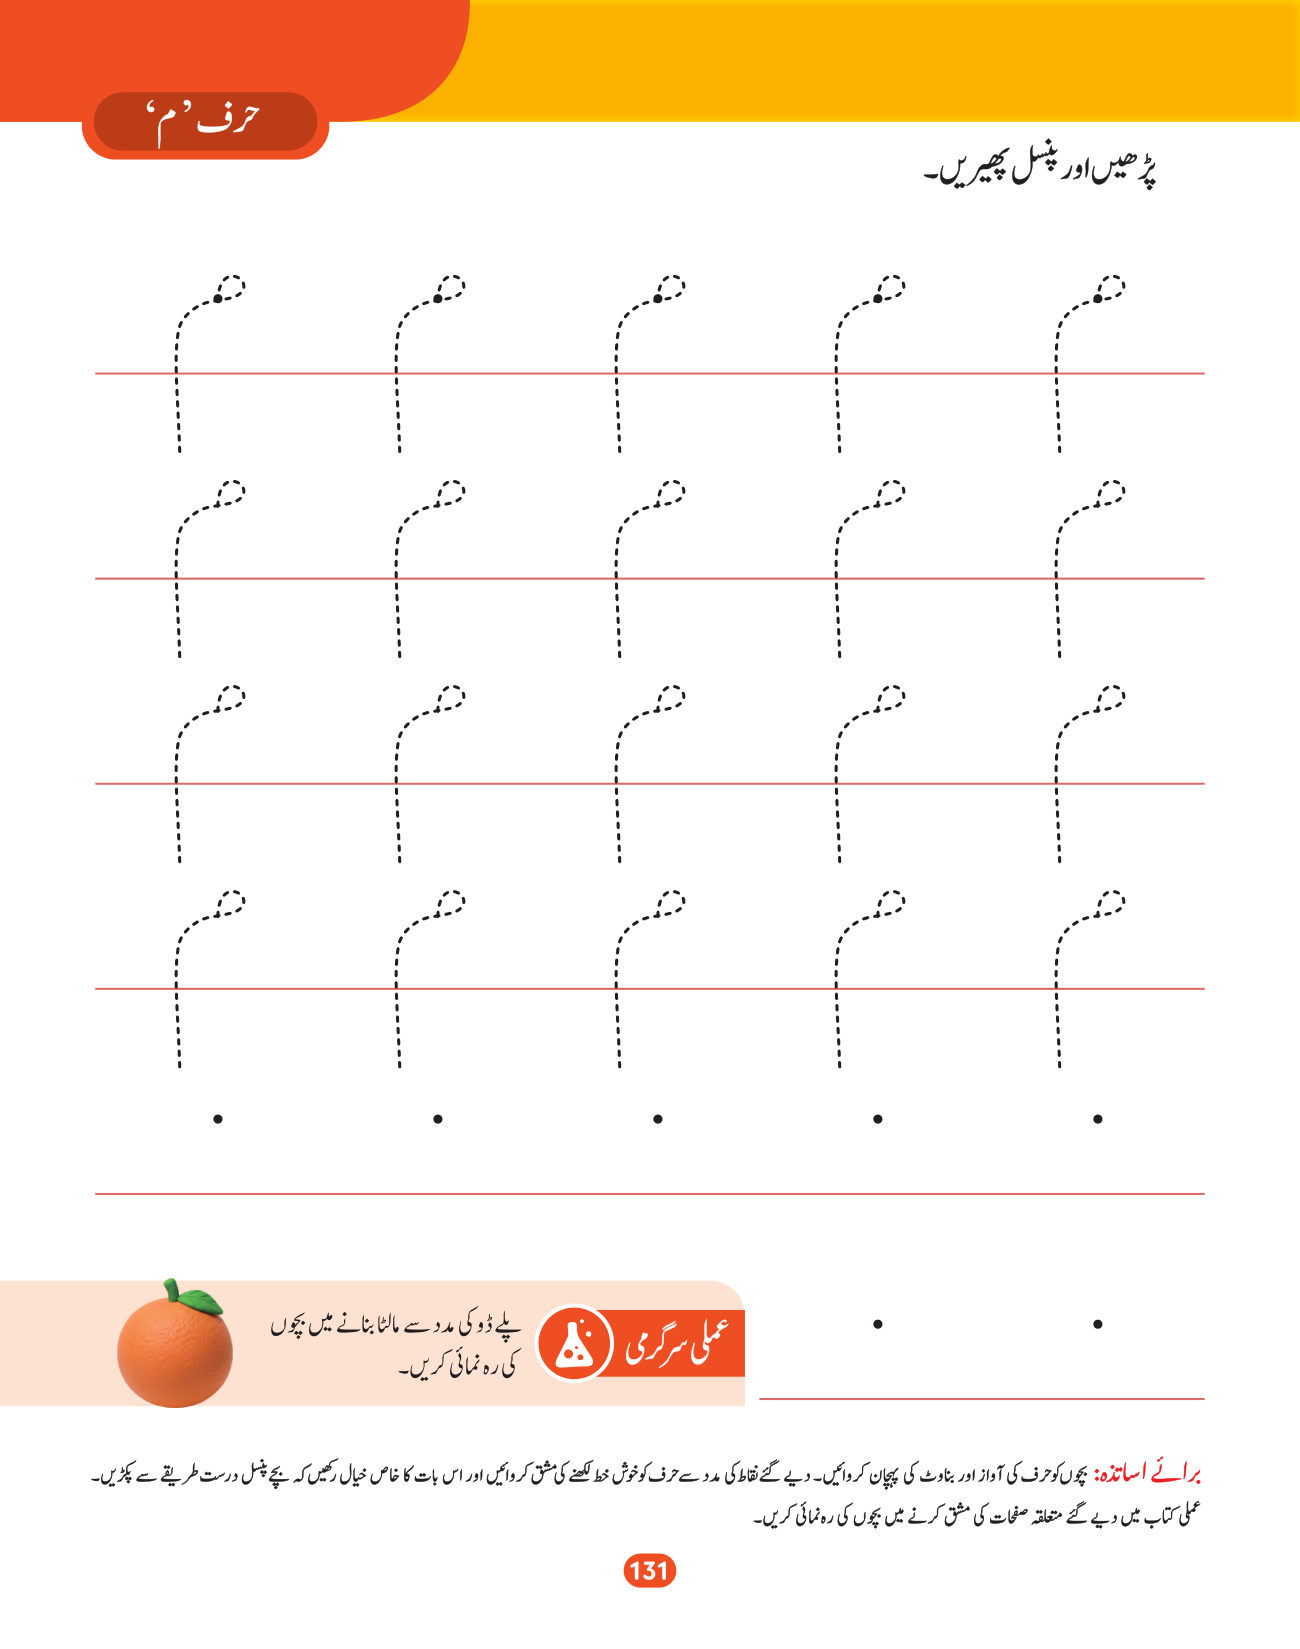 حرف ’م‘
پڑھیں اور پنسل پھیریں۔
م م م م م
م م م م م
م م م م م
م م م م م
عملی سرگرمی
پلے ڈو کی مدد سے مالٹا بنانے میں بچوں
کی رہ نمائی کریں۔
برائے اساتذہ: بچوں کو حرف کی آواز اور بناوٹ کی پہچان کروائیں۔ دیے گئے نقاط کی مدد سے حرف کو خوش خط لکھنے کی مشق کروائیں اور اس بات کا خاص خیال رکھیں کہ بچے پنسل درست طریقے سے پکڑیں۔
عملی کتاب میں دیے گئے متعلقہ صفحات کی مشق کرنے میں بچوں کی رہ نمائی کریں۔
131